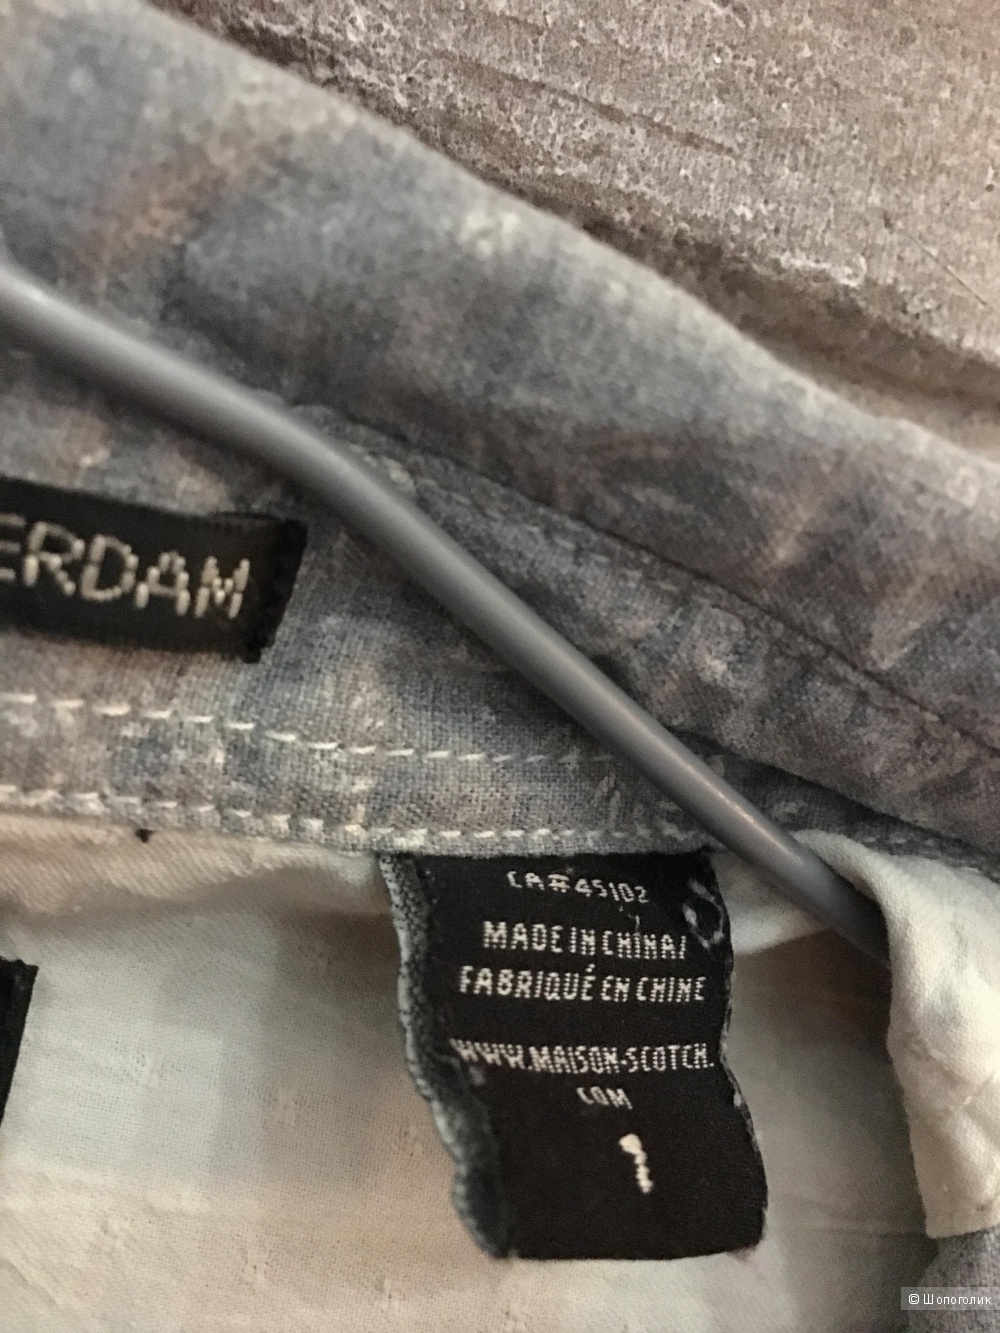 ERDAM
CA#45102
MADE IN CHINA/
FABRIQUÉ EN CHINE
WWW.MAISON-SCOTCH.
COM
1
© Шопоголик